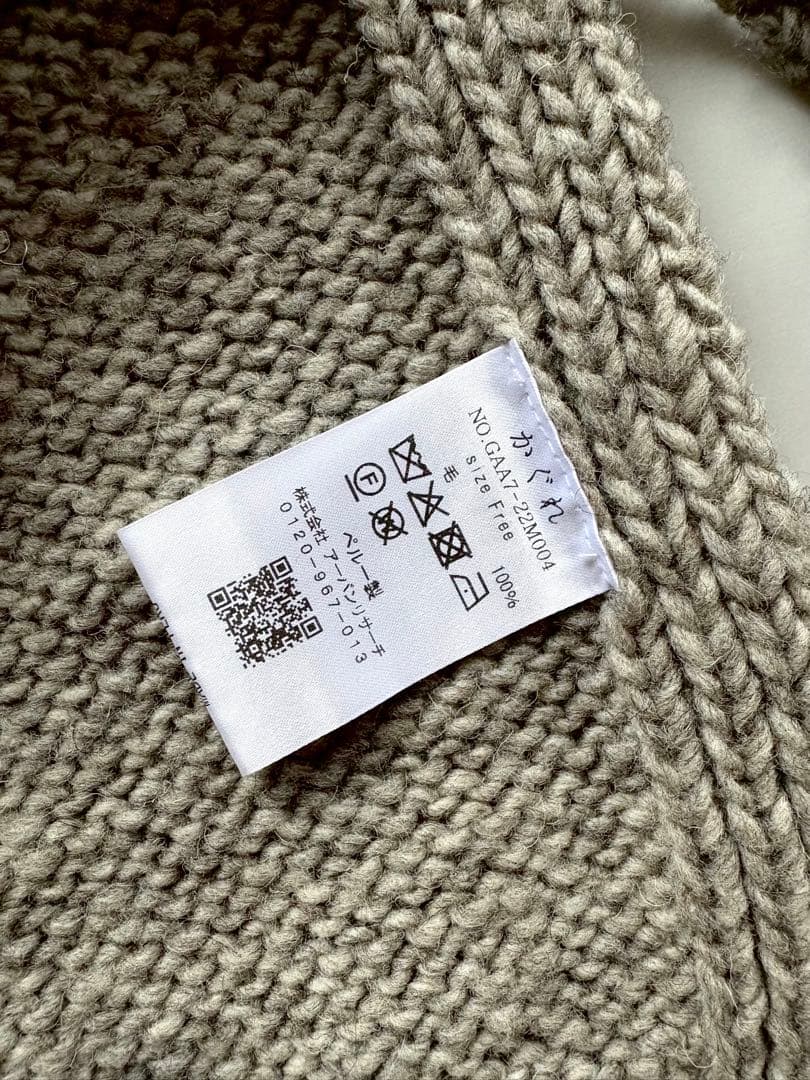 かぐれ
NO.GAA7-22M004
size Free
毛 100%
ペルー製
株式会社 アーバンリサーチ
0120-967-013